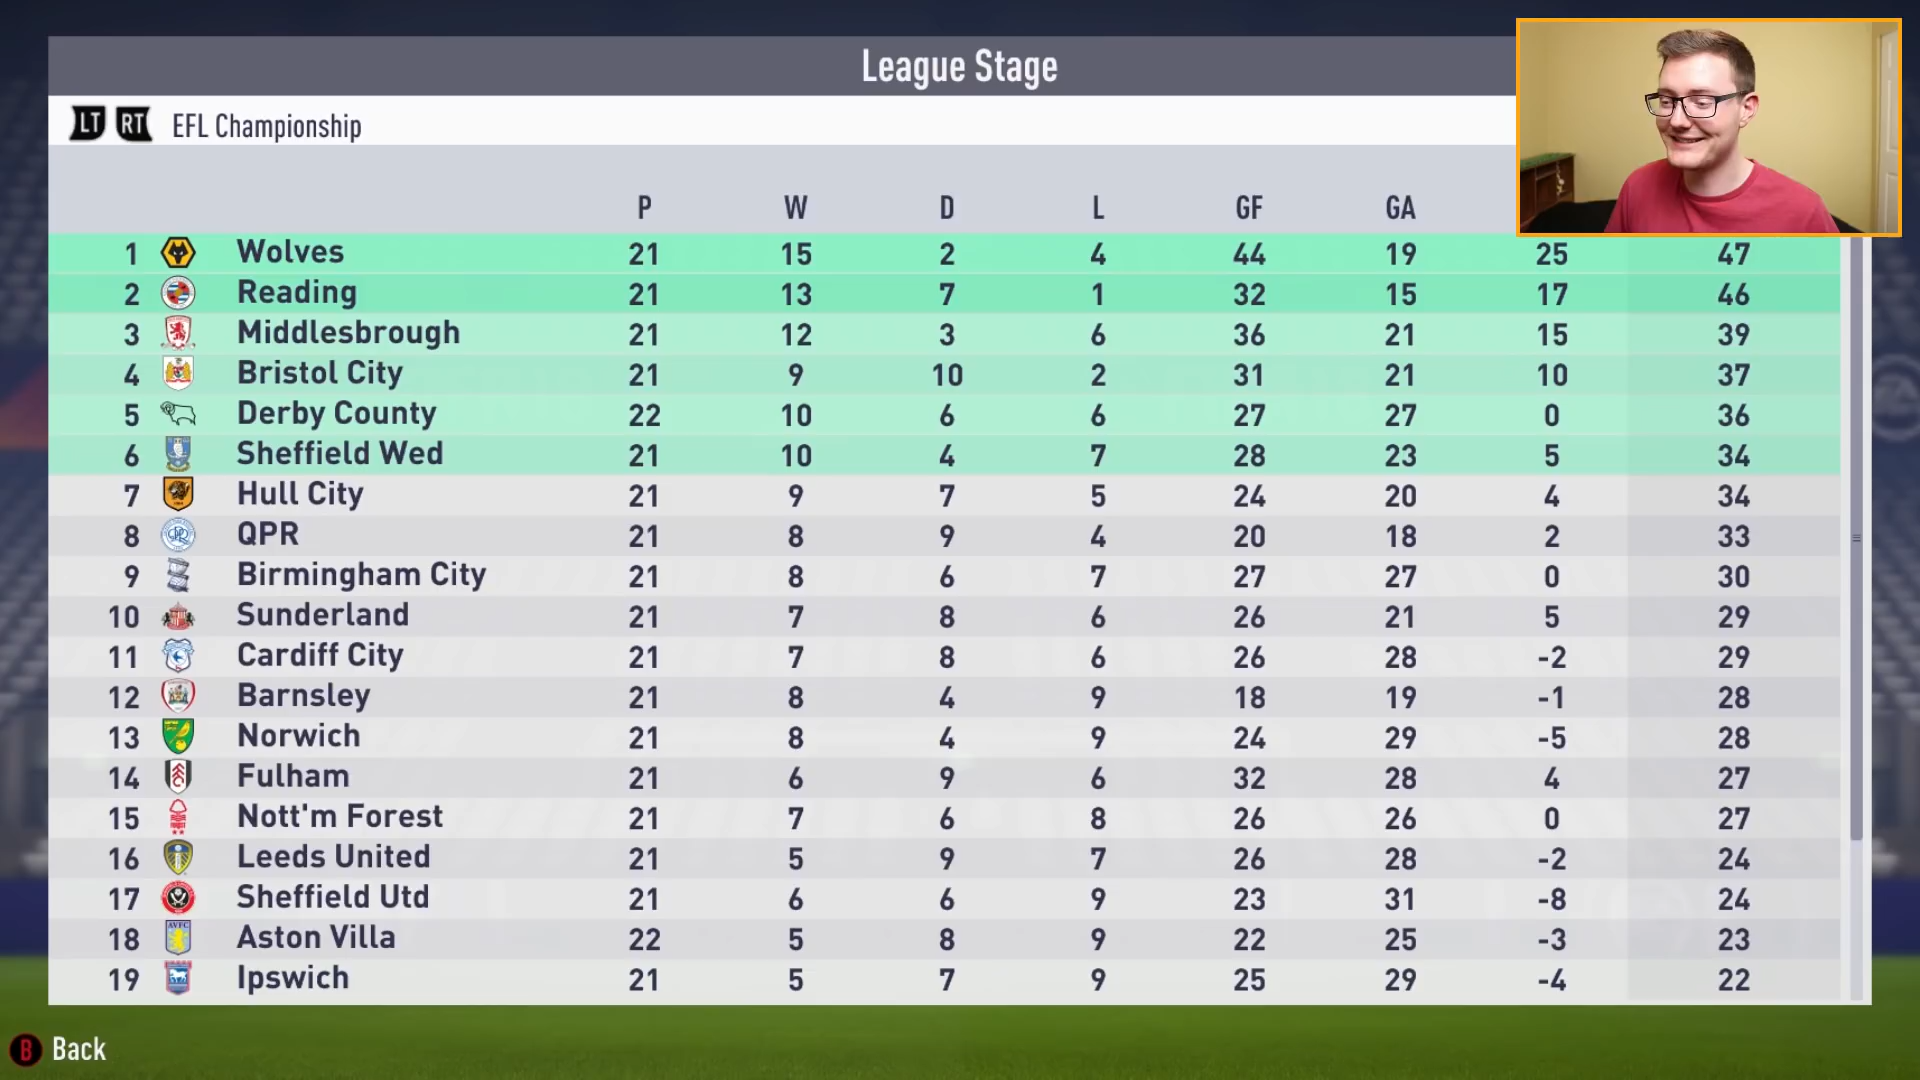 League Stage
LT RT EFL Championship
P W D L GF GA
1 Wolves 21 15 2 4 44 19 25 47
2 Reading 21 13 7 1 32 15 17 46
3 Middlesbrough 21 12 3 6 36 21 15 39
4 Bristol City 21 9 10 2 31 21 10 37
5 Derby County 22 10 6 6 27 27 0 36
6 Sheffield Wed 21 10 4 7 28 23 5 34
7 Hull City 21 9 7 5 24 20 4 34
8 QPR 21 8 9 4 20 18 2 33
9 Birmingham City 21 8 6 7 27 27 0 30
10 Sunderland 21 7 8 6 26 21 5 29
11 Cardiff City 21 7 8 6 26 28 -2 29
12 Barnsley 21 8 4 9 18 19 -1 28
13 Norwich 21 8 4 9 24 29 -5 28
14 Fulham 21 6 9 6 32 28 4 27
15 Nott'm Forest 21 7 6 8 26 26 0 27
16 Leeds United 21 5 9 7 26 28 -2 24
17 Sheffield Utd 21 6 6 9 23 31 -8 24
18 Aston Villa 22 5 8 9 22 25 -3 23
19 Ipswich 21 5 7 9 25 29 -4 22
B Back